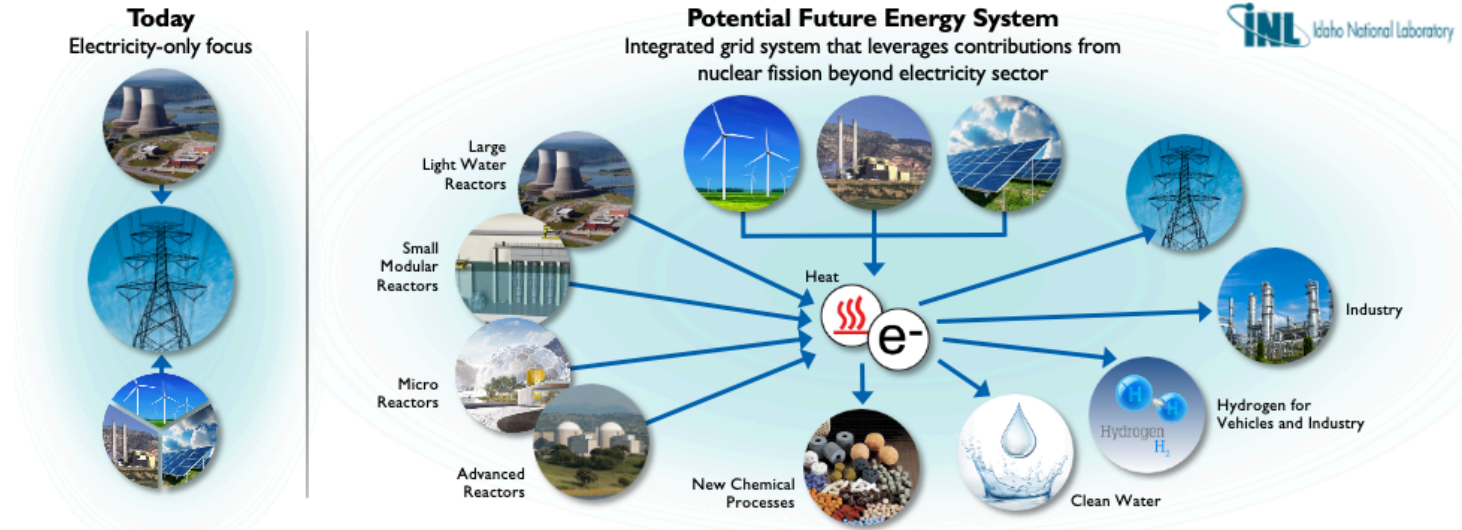 Today
Electricity-only focus
Potential Future Energy System
Integrated grid system that leverages contributions from
nuclear fission beyond electricity sector
INL Idaho National Laboratory
Large
Light Water
Reactors
Small
Modular
Reactors
Micro
Reactors
Advanced
Reactors
Heat
e-
Industry
H H
Hydrogen
H2
Hydrogen for
Vehicles and Industry
New Chemical
Processes
Clean Water